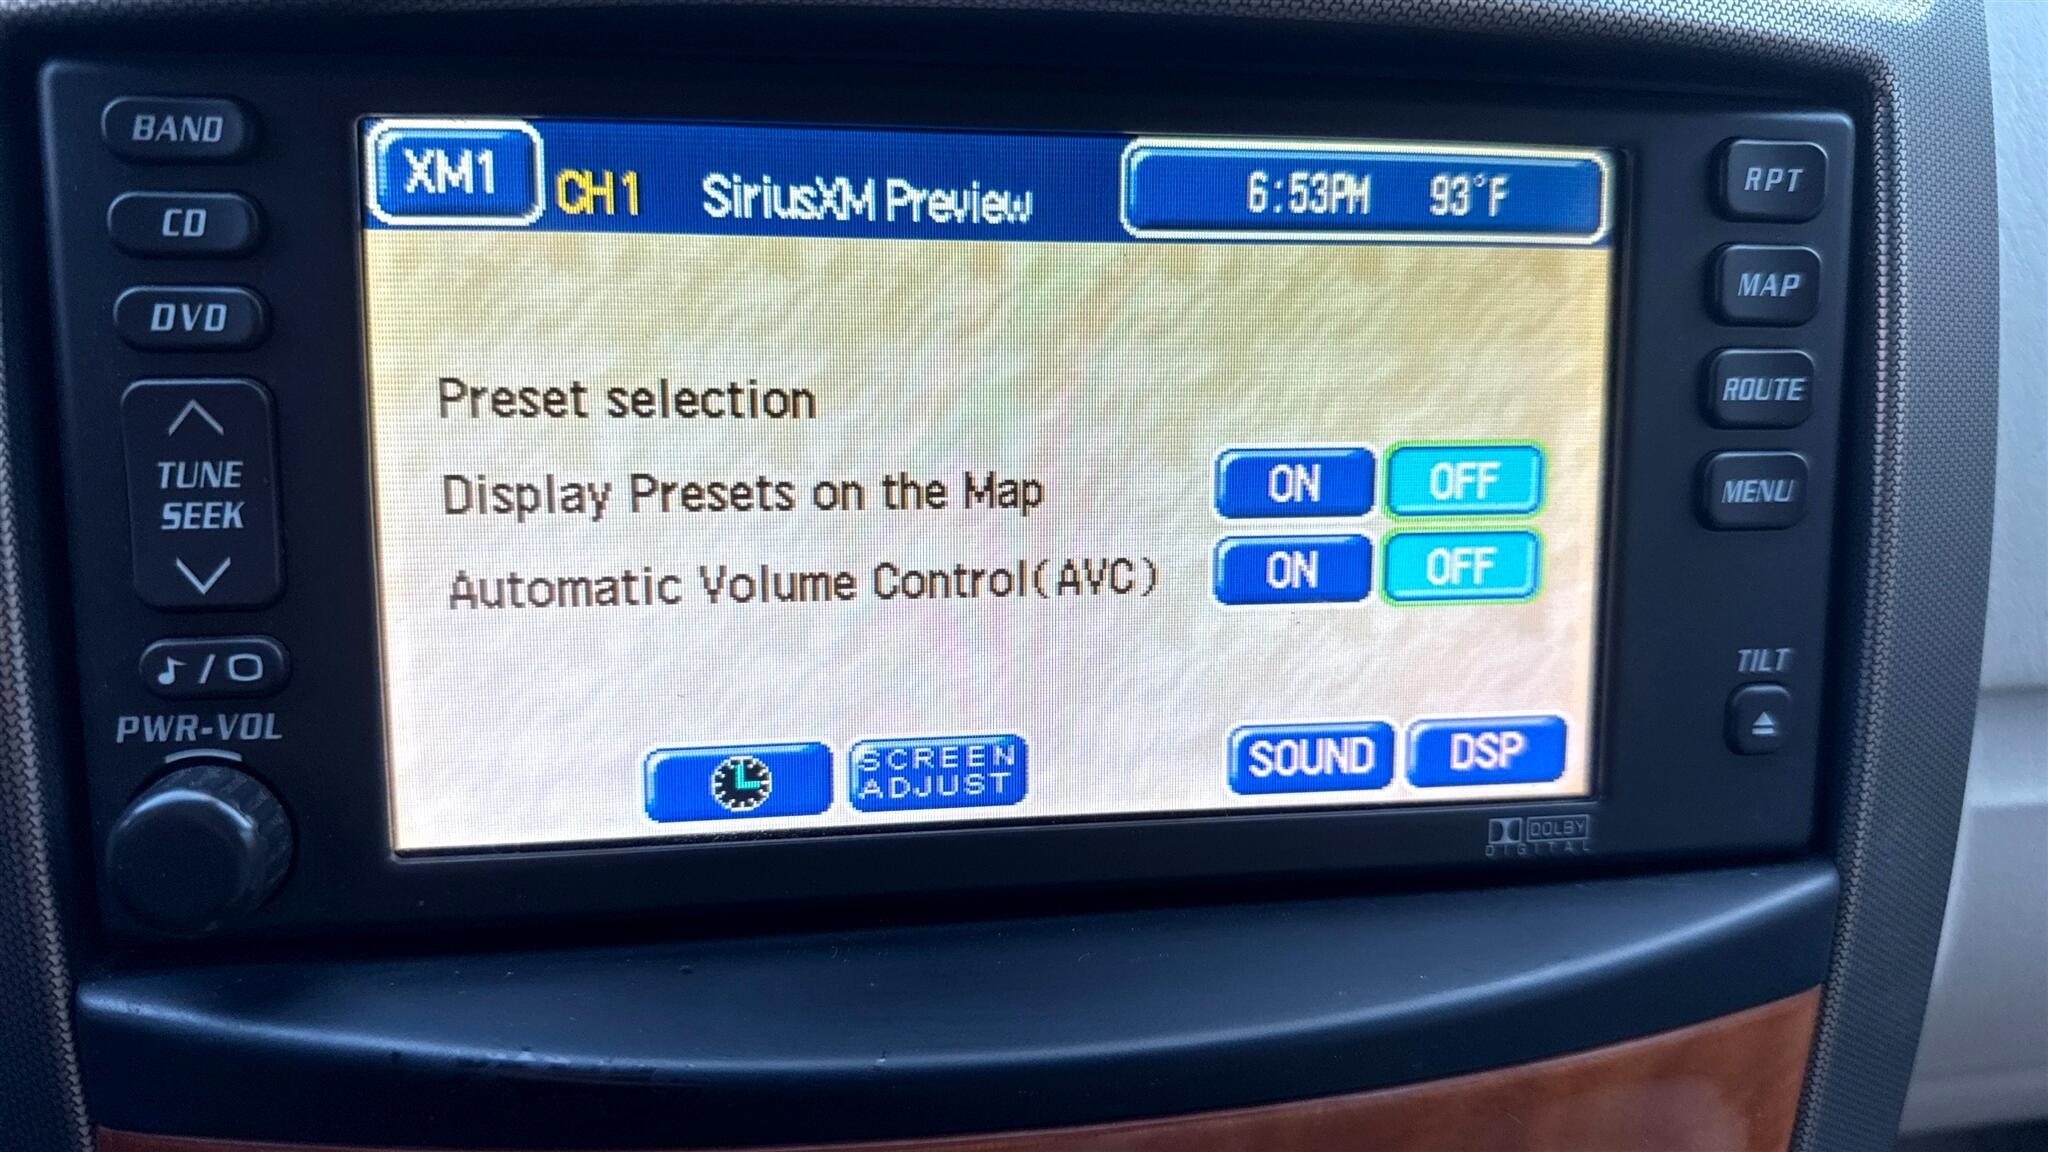 BAND
CD
DVD
TUNE
SEEK
PWR-VOL
XM1 CH1 SiriusXM Preview 6:53PM 93°F
Preset selection
Display Presets on the Map ON OFF
Automatic Volume Control(AVC) ON OFF
SCREEN
ADJUST
SOUND DSP
DOLBY
DIGITAL
RPT
MAP
ROUTE
MENU
TILT